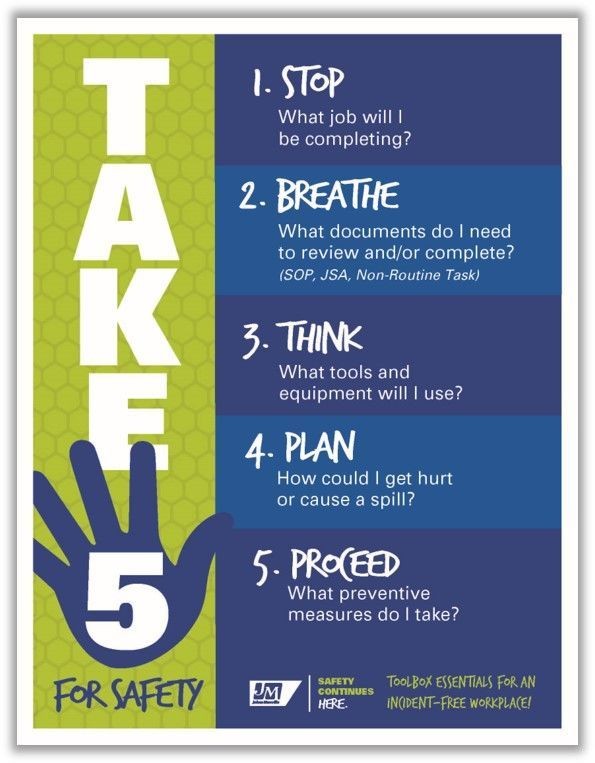 TAKE
5
FOR SAFETY
1. STOP
What job will I
be completing?
2. BREATHE
What documents do I need
to review and/or complete?
(SOP, JSA, Non-Routine Task)
3. THINK
What tools and
equipment will I use?
4. PLAN
How could I get hurt
or cause a spill?
5. PROCEED
What preventive
measures do I take?
JM
SAFETY
CONTINUES
HERE.
TOOLBOX ESSENTIALS FOR AN
INCIDENT-FREE WORKPLACE!